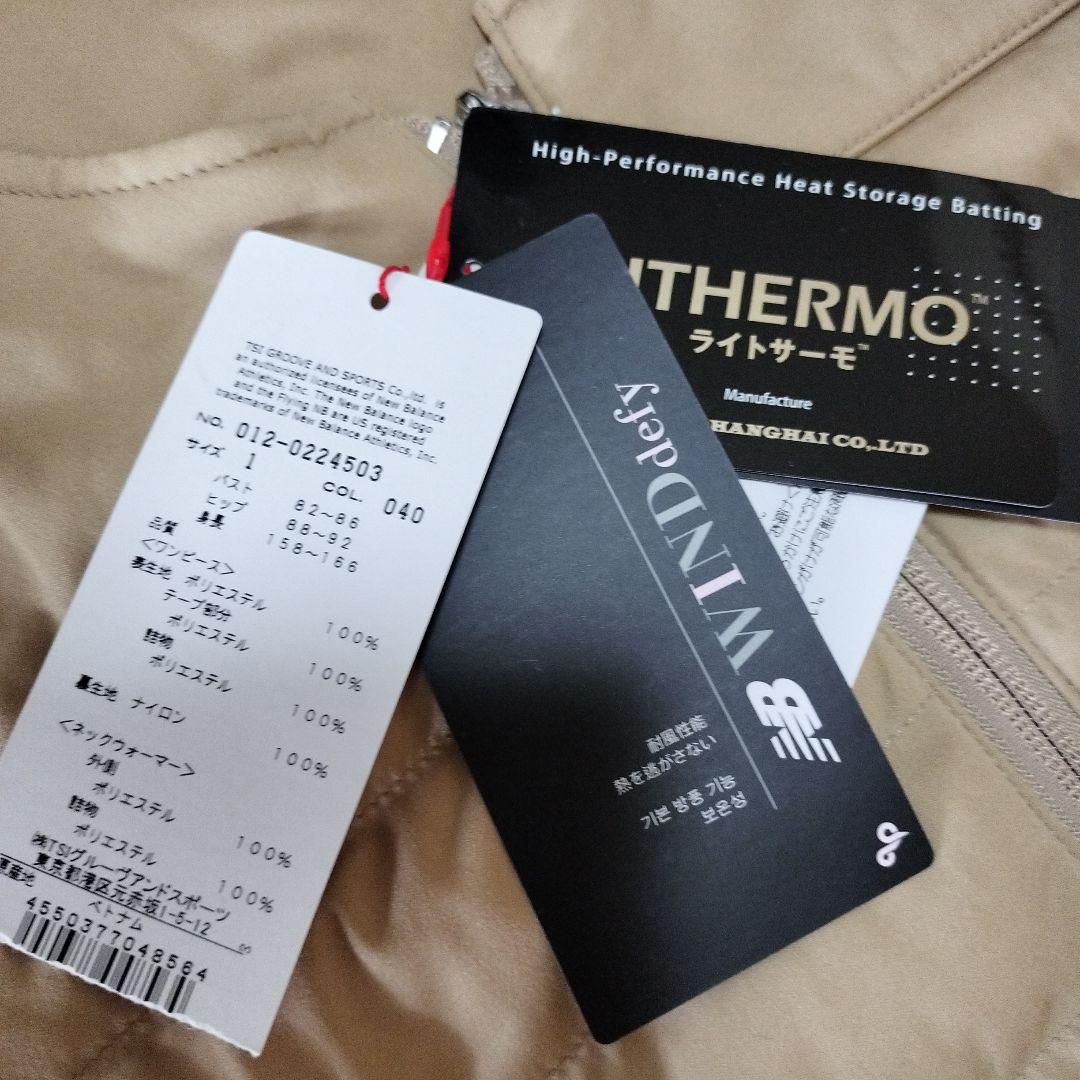 High-Performance Heat Storage Batting
THERMO™
ライトサーモ™
Manufacture
SHANGHAI CO,.LTD
TSI GROOVE AND SPORTS Co.,ltd. is
an authorized licensees of New Balance
Athletics, Inc. The New Balance logo
and the Flying NB are US registered
trademarks of New Balance Athletics, Inc.
NO. 012-0224503
サイズ 1 COL. 040
バスト 82～86
ヒップ 88～92
身長 158～166
品質
<ワンピース>
表生地 ポリエステル 100%
テープ部分
ポリエステル 100%
詰物
ポリエステル 100%
裏生地 ナイロン 100%
<ネックウォーマー>
外側
ポリエステル 100%
詰物
ポリエステル 100%
㈱TSIグルーヴアンドスポーツ
東京都港区元赤坂1-5-12
原産地 ベトナム
4550377048564
WINDdefy
NB
耐風性能
熱を逃がさない
기본 방풍 기능
보온성